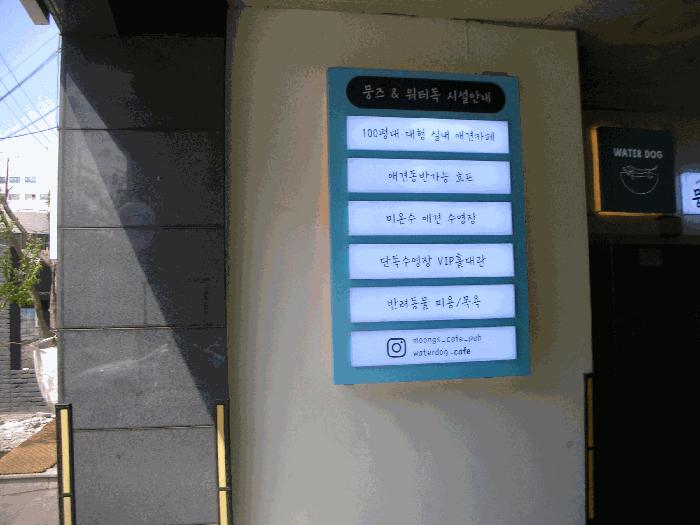 뭉즈 & 워터독 시설안내
100평대 대형 실내 애견카페
애견동반가능 호프
미온수 애견 수영장
단독수영장 VIP홀대관
반려동물 미용/목욕
moongs_cafe_pub
waterdog_cafe
WATER DOG